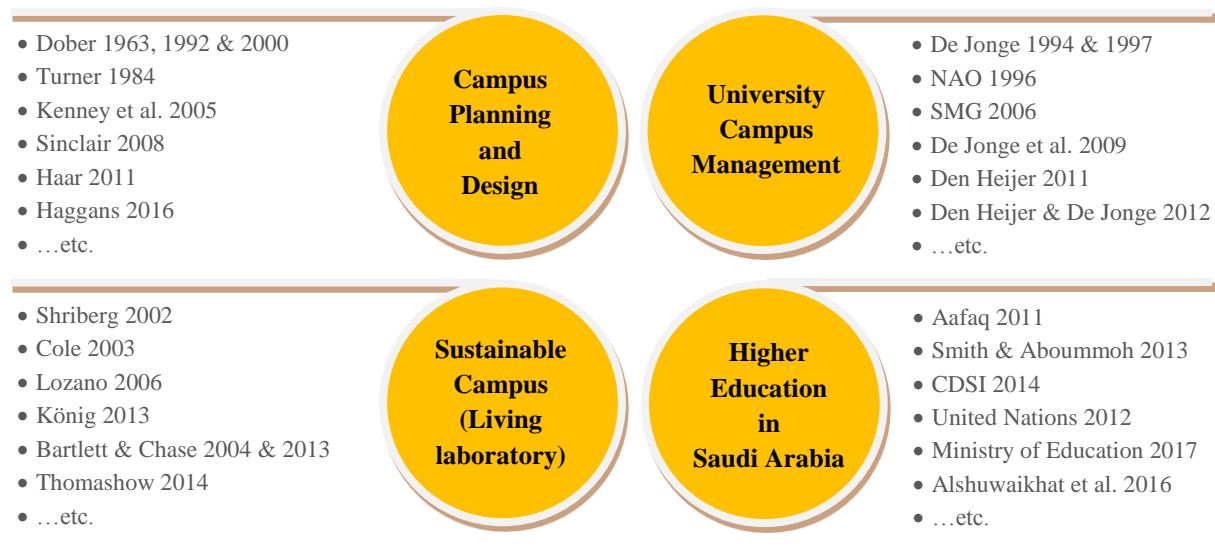 • Dober 1963, 1992 & 2000
• Turner 1984
• Kenney et al. 2005
• Sinclair 2008
• Haar 2011
• Haggans 2016
• …etc.
Campus
Planning
and
Design
University
Campus
Management
• De Jonge 1994 & 1997
• NAO 1996
• SMG 2006
• De Jonge et al. 2009
• Den Heijer 2011
• Den Heijer & De Jonge 2012
• …etc.
• Shriberg 2002
• Cole 2003
• Lozano 2006
• König 2013
• Bartlett & Chase 2004 & 2013
• Thomashow 2014
• …etc.
Sustainable
Campus
(Living
laboratory)
Higher
Education
in
Saudi Arabia
• Aafaq 2011
• Smith & Aboummoh 2013
• CDSI 2014
• United Nations 2012
• Ministry of Education 2017
• Alshuwaikhat et al. 2016
• …etc.